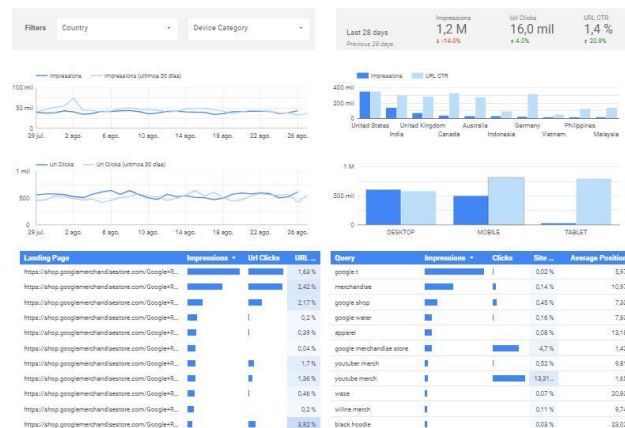 Filters Country Device Category
Last 28 days
Previous 28 days
Impressions
1,2 M
-14.0%
Url Clicks
16,0 mil
4.0%
URL CTR
1,4 %
20.9%
Impressions Impressions (últimos 30 dias)
100 mil
50 mil
0
29 jul. 2 ago. 6 ago. 10 ago. 14 ago. 18 ago. 22 ago. 26 ago.
Impressions URL CTR
400 mil
200 mil
0
United States United Kingdom Australia Germany Philippines
India Canada Indonesia Vietnam Malaysia
Url Clicks Url Clicks (últimos 30 dias)
1 mil
500
0
29 jul. 2 ago. 6 ago. 10 ago. 14 ago. 18 ago. 22 ago. 26 ago.
1 M
500 mil
0
DESKTOP MOBILE TABLET
Landing Page Impressions Url Clicks URL ...
https://shop.googlemerchandisestore.com/Google+R... 1,63 %
https://shop.googlemerchandisestore.com/Google+R... 2,42 %
https://shop.googlemerchandisestore.com/Google+R... 2,17 %
https://shop.googlemerchandisestore.com/Google+R... 0,2 %
https://shop.googlemerchandisestore.com/Google+R... 0,39 %
https://shop.googlemerchandisestore.com/Google+R... 0,04 %
https://shop.googlemerchandisestore.com/Google+R... 1,7 %
https://shop.googlemerchandisestore.com/Google+R... 1,36 %
https://shop.googlemerchandisestore.com/Google+R... 0,46 %
https://shop.googlemerchandisestore.com/Google+R... 0,2 %
https://shop.googlemerchandisestore.com/Google+R... 3,82 %
Query Impressions Clicks Site ... Average Position
google t 0,02 % 5,97
merchandise 0,14 % 10,97
google shop 0,45 %
google water 0,16 %
apparel 0,08 %
google merchandise store 4,7 %
youtuber merch 0,52 %
youtube merch 13,31...
waze 0,07 %
willne merch 0,11 %
black hoodie 0,03 %